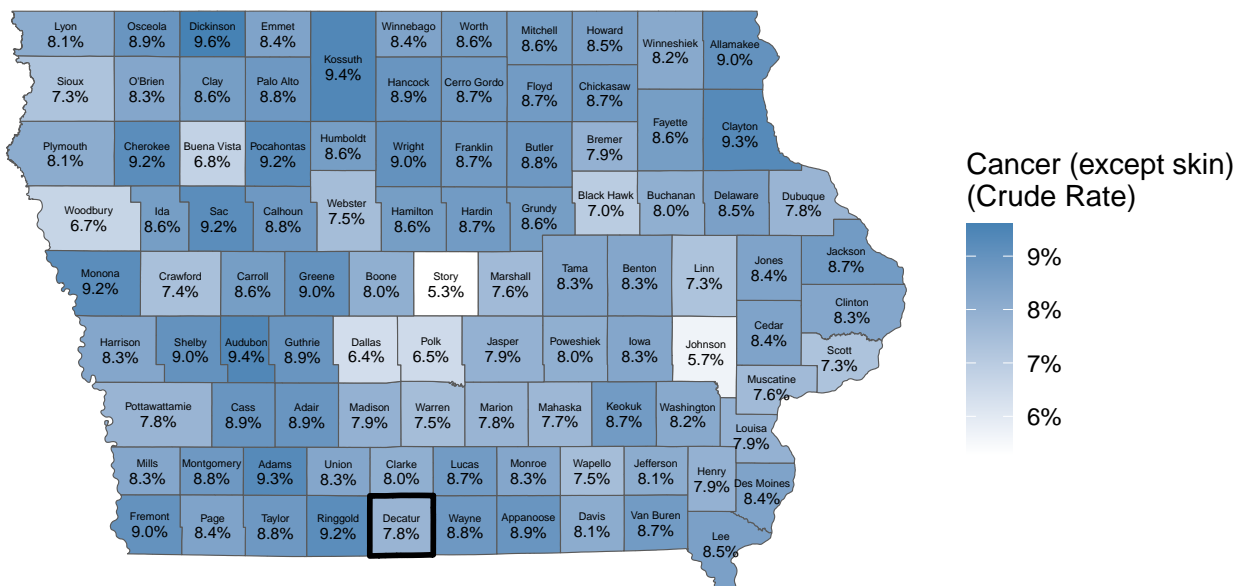 Lyon
8.1%
Osceola
8.9%
Dickinson
9.6%
Emmet
8.4%
Kossuth
9.4%
Winnebago
8.4%
Worth
8.6%
Mitchell
8.6%
Howard
8.5%
Winneshiek
8.2%
Allamakee
9.0%
Sioux
7.3%
O'Brien
8.3%
Clay
8.6%
Palo Alto
8.8%
Hancock
8.9%
Cerro Gordo
8.7%
Floyd
8.7%
Chickasaw
8.7%
Fayette
8.6%
Clayton
9.3%
Plymouth
8.1%
Cherokee
9.2%
Buena Vista
6.8%
Pocahontas
9.2%
Humboldt
8.6%
Wright
9.0%
Franklin
8.7%
Butler
8.8%
Bremer
7.9%
Woodbury
6.7%
Ida
8.6%
Sac
9.2%
Calhoun
8.8%
Webster
7.5%
Hamilton
8.6%
Hardin
8.7%
Grundy
8.6%
Black Hawk
7.0%
Buchanan
8.0%
Delaware
8.5%
Dubuque
7.8%
Monona
9.2%
Crawford
7.4%
Carroll
8.6%
Greene
9.0%
Boone
8.0%
Story
5.3%
Marshall
7.6%
Tama
8.3%
Benton
8.3%
Linn
7.3%
Jones
8.4%
Jackson
8.7%
Clinton
8.3%
Harrison
8.3%
Shelby
9.0%
Audubon
9.4%
Guthrie
8.9%
Dallas
6.4%
Polk
6.5%
Jasper
7.9%
Poweshiek
8.0%
Iowa
8.3%
Johnson
5.7%
Cedar
8.4%
Scott
7.3%
Muscatine
7.6%
Pottawattamie
7.8%
Cass
8.9%
Adair
8.9%
Madison
7.9%
Warren
7.5%
Marion
7.8%
Mahaska
7.7%
Keokuk
8.7%
Washington
8.2%
Louisa
7.9%
Mills
8.3%
Montgomery
8.8%
Adams
9.3%
Union
8.3%
Clarke
8.0%
Lucas
8.7%
Monroe
8.3%
Wapello
7.5%
Jefferson
8.1%
Henry
7.9%
Des Moines
8.4%
Fremont
9.0%
Page
8.4%
Taylor
8.8%
Ringgold
9.2%
Decatur
7.8%
Wayne
8.8%
Appanoose
8.9%
Davis
8.1%
Van Buren
8.7%
Lee
8.5%
Cancer (except skin)
(Crude Rate)
9%
8%
7%
6%